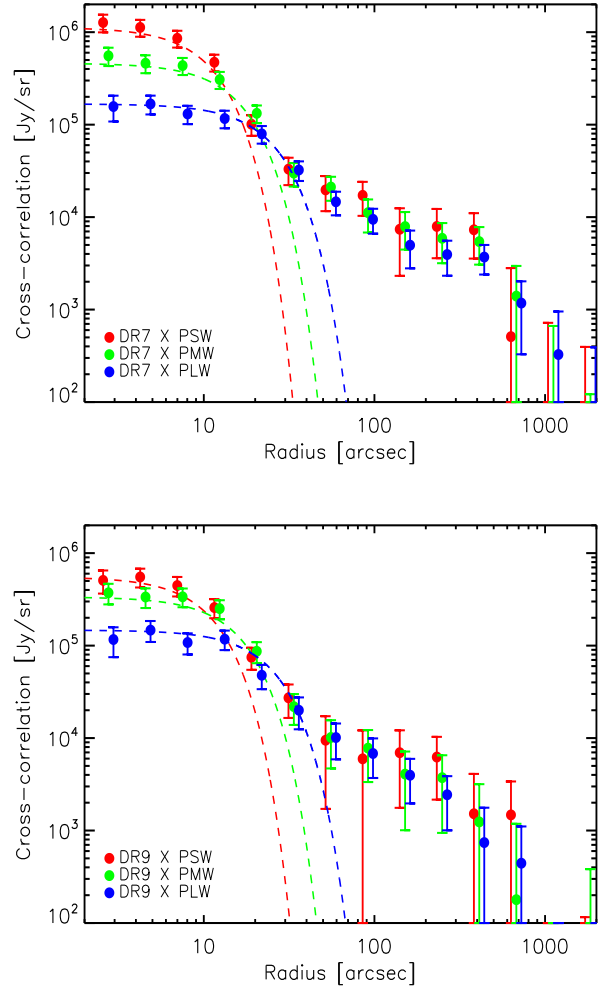 10^6
10^5
10^4
10^3
10^2
Cross-correlation [Jy/sr]
DR7 X PSW
DR7 X PMW
DR7 X PLW
10 100 1000
Radius [arcsec]
10^6
10^5
10^4
10^3
10^2
Cross-correlation [Jy/sr]
DR9 X PSW
DR9 X PMW
DR9 X PLW
10 100 1000
Radius [arcsec]